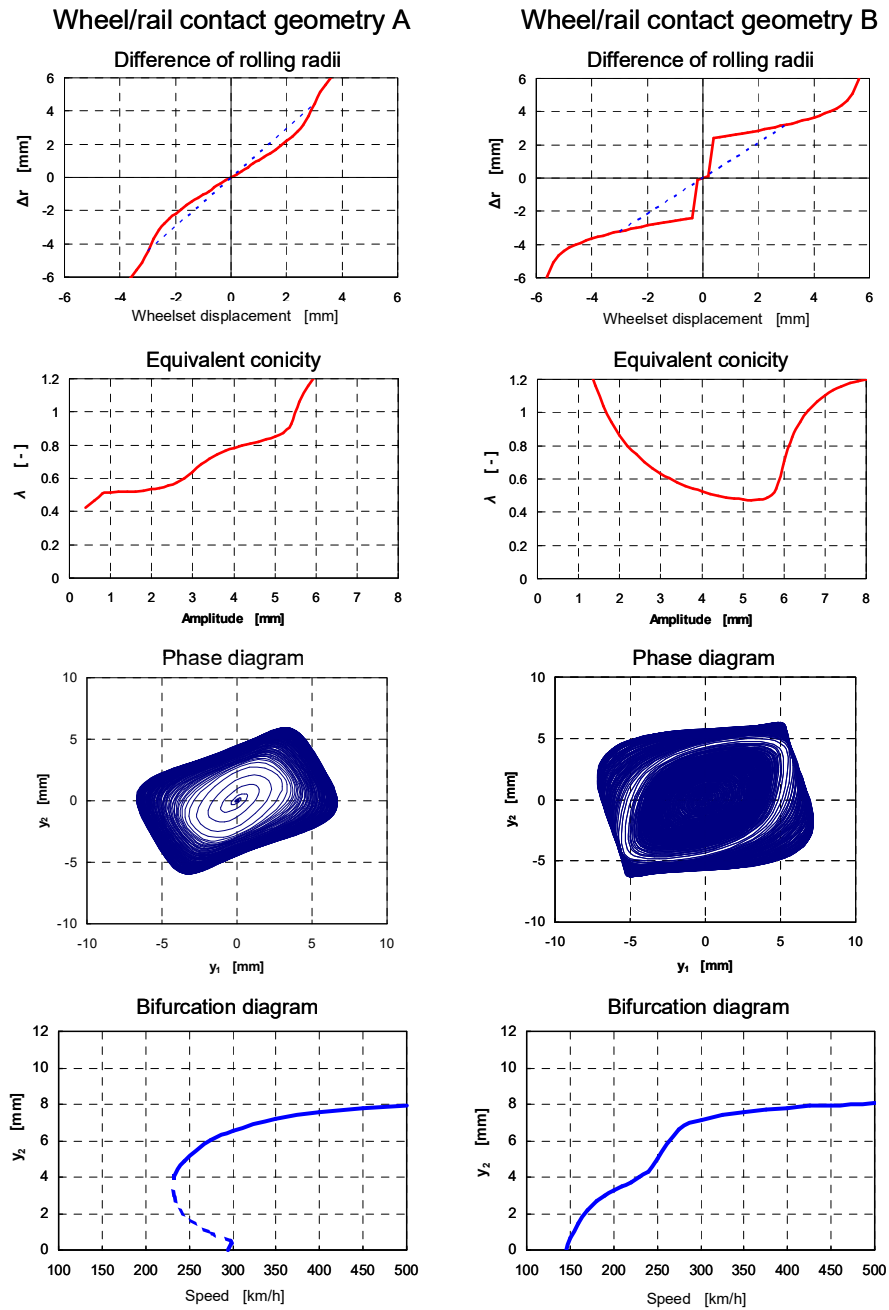 Wheel/rail contact geometry A
Difference of rolling radii
6
4
2
0
-2
-4
-6
Δr [mm]
-6 -4 -2 0 2 4 6
Wheelset displacement [mm]
Equivalent conicity
1.2
1
0.8
0.6
0.4
0.2
0
λ [ - ]
0 1 2 3 4 5 6 7 8
Amplitude [mm]
Phase diagram
10
5
0
-5
-10
y₂ [mm]
-10 -5 0 5 10
y₁ [mm]
Bifurcation diagram
12
10
8
6
4
2
0
y₂ [mm]
100 150 200 250 300 350 400 450 500
Speed [km/h]
Wheel/rail contact geometry B
Difference of rolling radii
6
4
2
0
-2
-4
-6
Δr [mm]
-6 -4 -2 0 2 4 6
Wheelset displacement [mm]
Equivalent conicity
1.2
1
0.8
0.6
0.4
0.2
0
λ [ - ]
0 1 2 3 4 5 6 7 8
Amplitude [mm]
Phase diagram
10
5
0
-5
-10
y₂ [mm]
-10 -5 0 5 10
y₁ [mm]
Bifurcation diagram
12
10
8
6
4
2
0
y₂ [mm]
100 150 200 250 300 350 400 450 500
Speed [km/h]